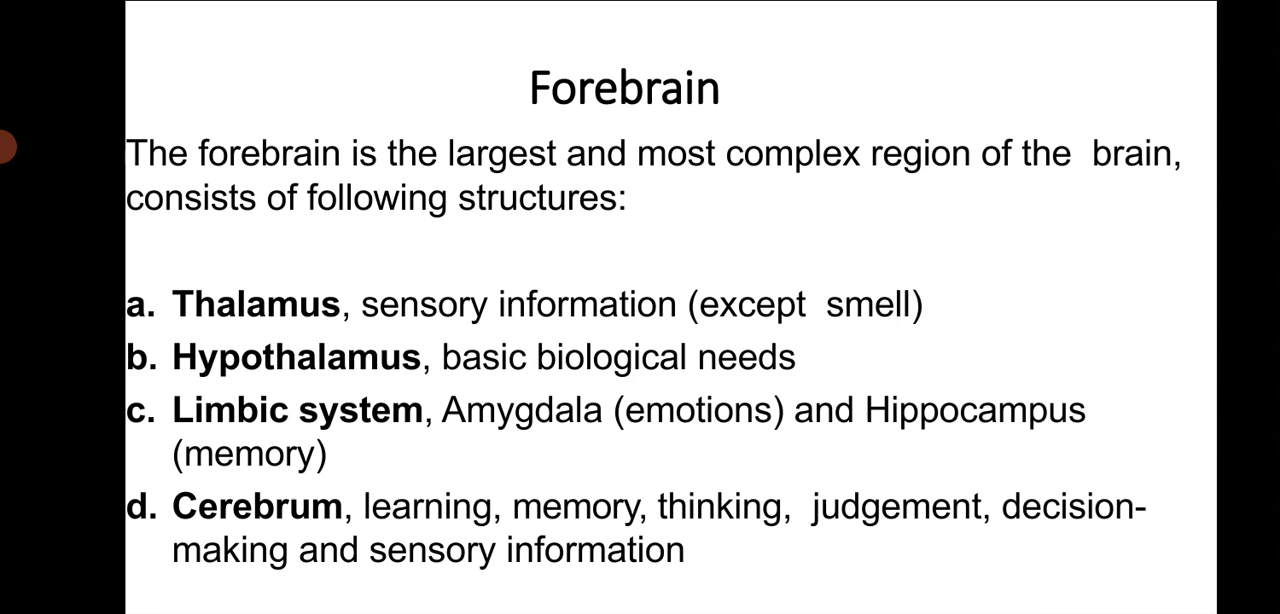 Forebrain
The forebrain is the largest and most complex region of the  brain,
consists of following structures:
a. Thalamus, sensory information (except  smell)
b. Hypothalamus, basic biological needs
c. Limbic system, Amygdala (emotions) and Hippocampus
(memory)
d. Cerebrum, learning, memory, thinking,  judgement, decision-
making and sensory information